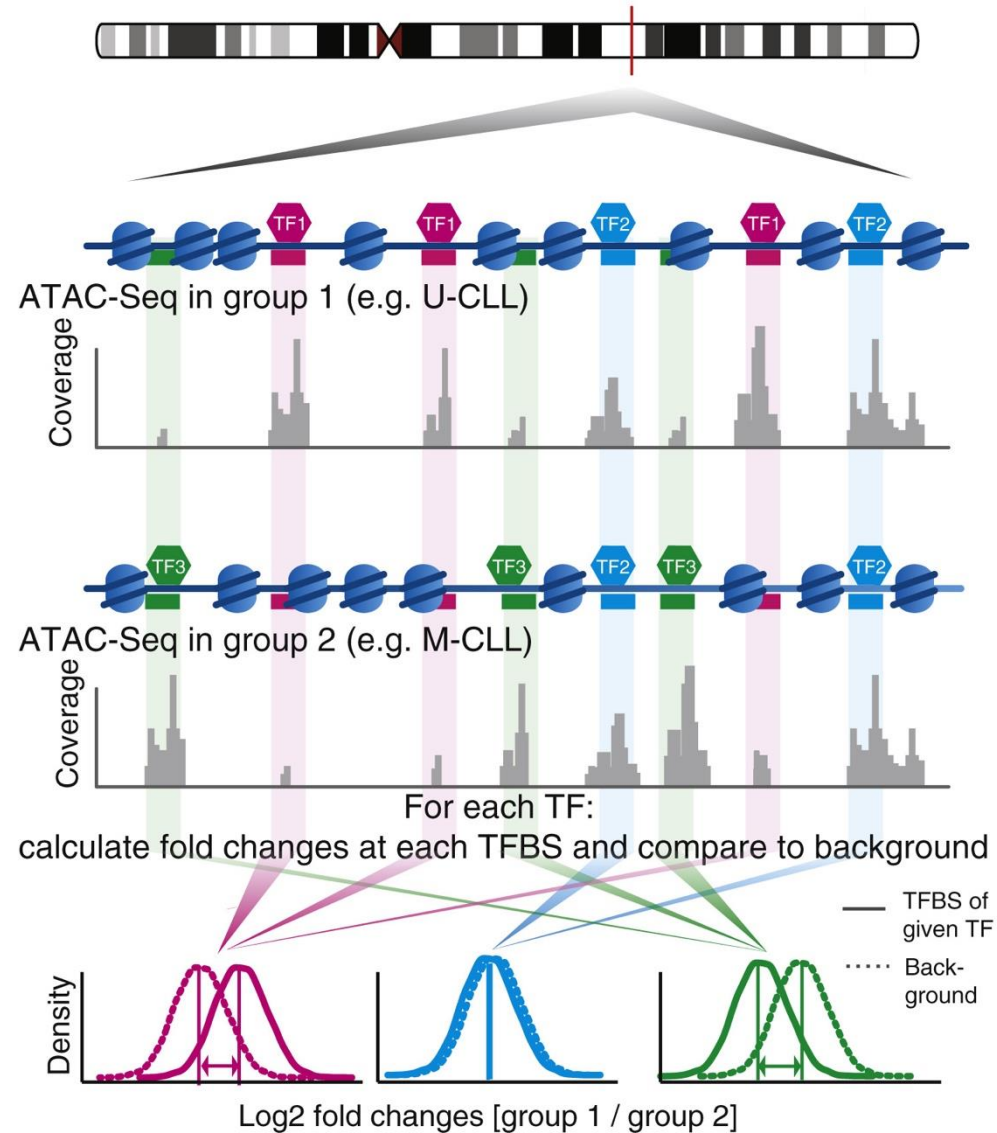 TF1
TF1
TF2
TF1
TF2
ATAC-Seq in group 1 (e.g. U-CLL)
Coverage
TF3
TF3
TF2
TF3
TF2
ATAC-Seq in group 2 (e.g. M-CLL)
Coverage
For each TF:
calculate fold changes at each TFBS and compare to background
TFBS of
given TF
Back-
ground
Density
Log2 fold changes [group 1 / group 2]